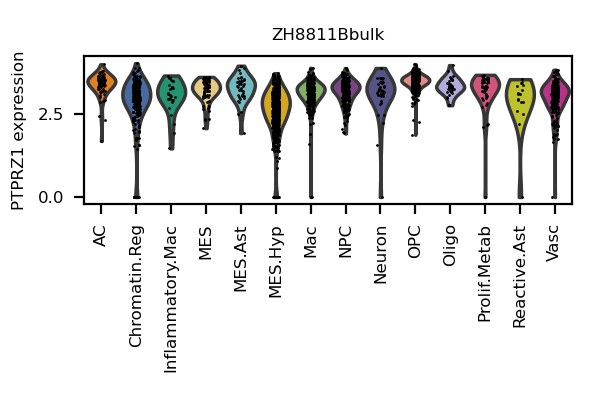 ZH8811Bbulk
PTPRZ1 expression
2.5
0.0
AC
Chromatin.Reg
Inflammatory.Mac
MES
MES.Ast
MES.Hyp
Mac
NPC
Neuron
OPC
Oligo
Prolif.Metab
Reactive.Ast
Vasc